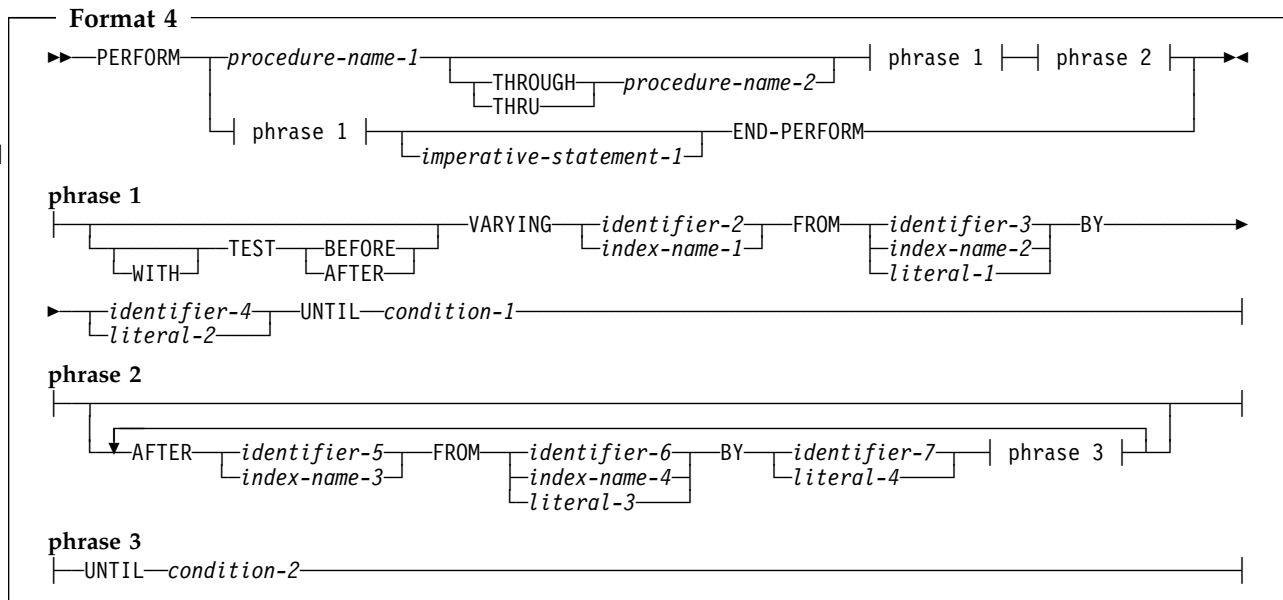 Format 4
PERFORM procedure-name-1 phrase 1 phrase 2
THROUGH procedure-name-2
THRU
phrase 1 END-PERFORM
imperative-statement-1
phrase 1
VARYING identifier-2 FROM identifier-3 BY
TEST BEFORE index-name-1 index-name-2
WITH AFTER literal-1
identifier-4 UNTIL condition-1
literal-2
phrase 2
AFTER identifier-5 FROM identifier-6 BY identifier-7 phrase 3
index-name-3 index-name-4 literal-4
literal-3
phrase 3
UNTIL condition-2